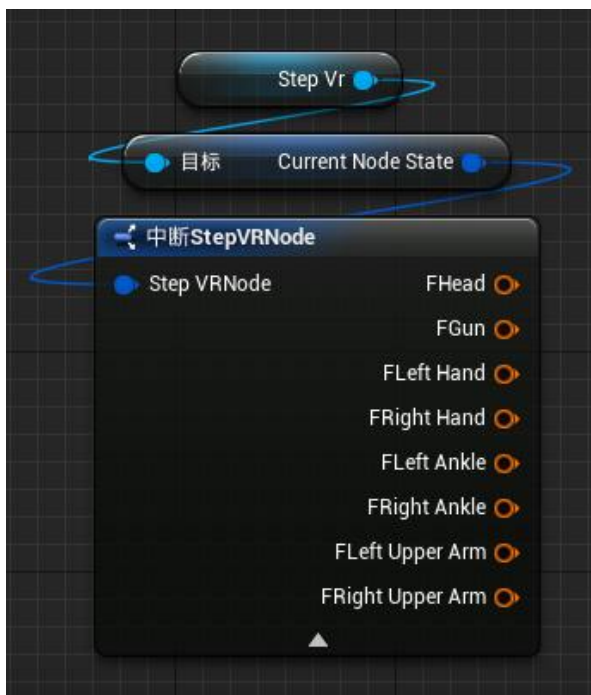 Step Vr
目标 Current Node State
中断StepVRNode
Step VRNode FHead
FGun
FLeft Hand
FRight Hand
FLeft Ankle
FRight Ankle
FLeft Upper Arm
FRight Upper Arm